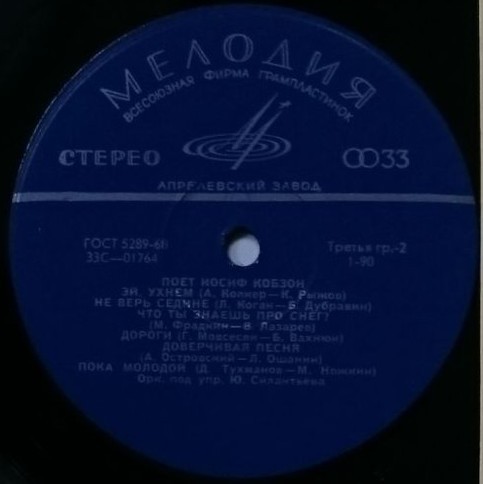 МЕЛОДИЯ
ВСЕСОЮЗНАЯ ФИРМА ГРАМПЛАСТИНОК
СТЕРЕО
33
АПРЕЛЕВСКИЙ ЗАВОД
ГОСТ 5289-68 Третья гр.-2
33С—01764 1-90
ПОЕТ ИОСИФ КОБЗОН
ЭЙ, УХНЕМ (А. Колкер—К. Рыжов)
НЕ ВЕРЬ СЕДИНЕ (Л. Коган—Б. Дубравин)
ЧТО ТЫ ЗНАЕШЬ ПРО СНЕГ?
(М. Фрадкин—В. Лазарев)
ДОРОГИ (Г. Мовсесян—Б. Вахнюк)
ДОВЕРЧИВАЯ ПЕСНЯ
(А. Островский—Л. Ошанин)
ПОКА МОЛОДОЙ (Д. Тухманов—М. Ножкин)
Орк. под упр. Ю. Силантьева